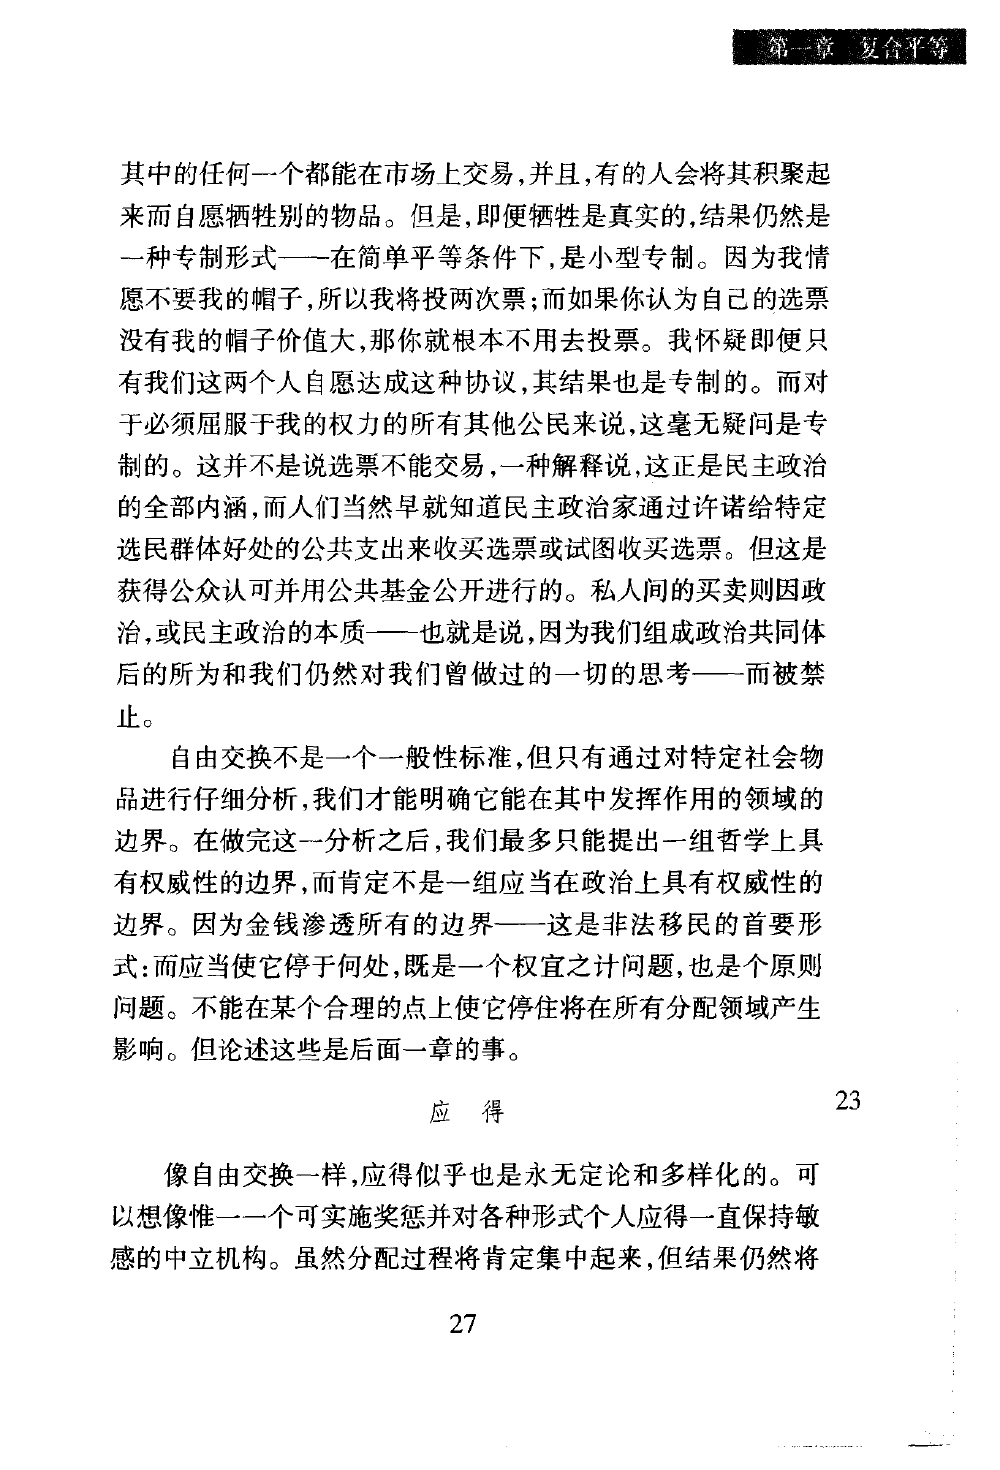 第一章 复合平等
其中的任何一个都能在市场上交易,并且,有的人会将其积聚起
来而自愿牺牲别的物品。但是,即便牺牲是真实的,结果仍然是
一种专制形式——在简单平等条件下,是小型专制。因为我情
愿不要我的帽子,所以我将投两次票;而如果你认为自己的选票
没有我的帽子价值大,那你就根本不用去投票。我怀疑即便只
有我们这两个人自愿达成这种协议,其结果也是专制的。而对
于必须屈服于我的权力的所有其他公民来说,这毫无疑问是专
制的。这并不是说选票不能交易,一种解释说,这正是民主政治
的全部内涵,而人们当然早就知道民主政治家通过许诺给特定
选民群体好处的公共支出来收买选票或试图收买选票。但这是
获得公众认可并用公共基金公开进行的。私人间的买卖则因政
治,或民主政治的本质——也就是说,因为我们组成政治共同体
后的所为和我们仍然对我们曾做过的一切的思考——而被禁
止。
自由交换不是一个一般性标准,但只有通过对特定社会物
品进行仔细分析,我们才能明确它能在其中发挥作用的领域的
边界。在做完这一分析之后,我们最多只能提出一组哲学上具
有权威性的边界,而肯定不是一组应当在政治上具有权威性的
边界。因为金钱渗透所有的边界——这是非法移民的首要形
式:而应当使它停于何处,既是一个权宜之计问题,也是个原则
问题。不能在某个合理的点上使它停住将在所有分配领域产生
影响。但论述这些是后面一章的事。
应 得
23
像自由交换一样,应得似乎也是永无定论和多样化的。可
以想像惟一一个可实施奖惩并对各种形式个人应得一直保持敏
感的中立机构。虽然分配过程将肯定集中起来,但结果仍然将
27